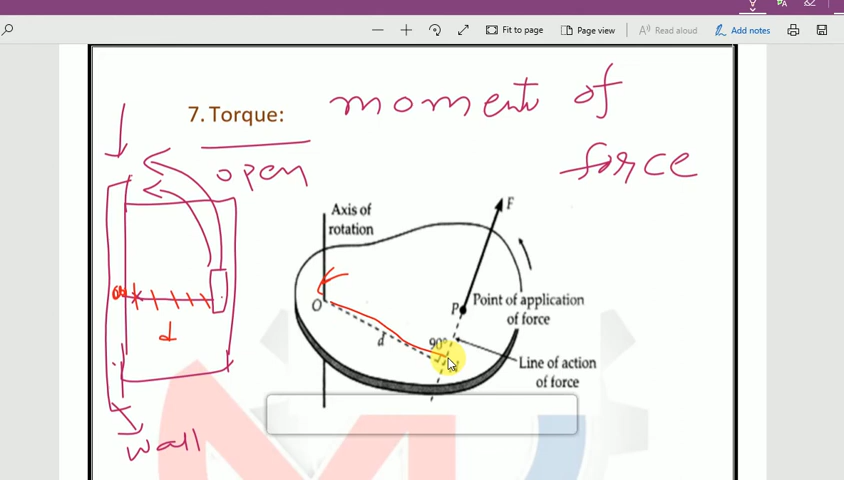 Fit to page
Page view
Read aloud
Add notes
7. Torque:
moment of
force
open
Axis of
rotation
F
O
P
Point of application
of force
d
90°
d
Line of action
of force
wall